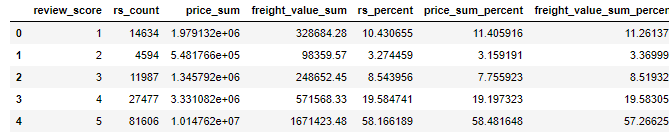 review_score rs_count price_sum freight_value_sum rs_percent price_sum_percent freight_value_sum_percent
0 1 14634 1.979132e+06 328684.28 10.430655 11.405916 11.26137
1 2 4594 5.481766e+05 98359.57 3.274459 3.159191 3.36999
2 3 11987 1.345792e+06 248652.45 8.543956 7.755923 8.51932
3 4 27477 3.331082e+06 571568.33 19.584741 19.197323 19.58305
4 5 81606 1.014762e+07 1671423.48 58.166189 58.481648 57.26625